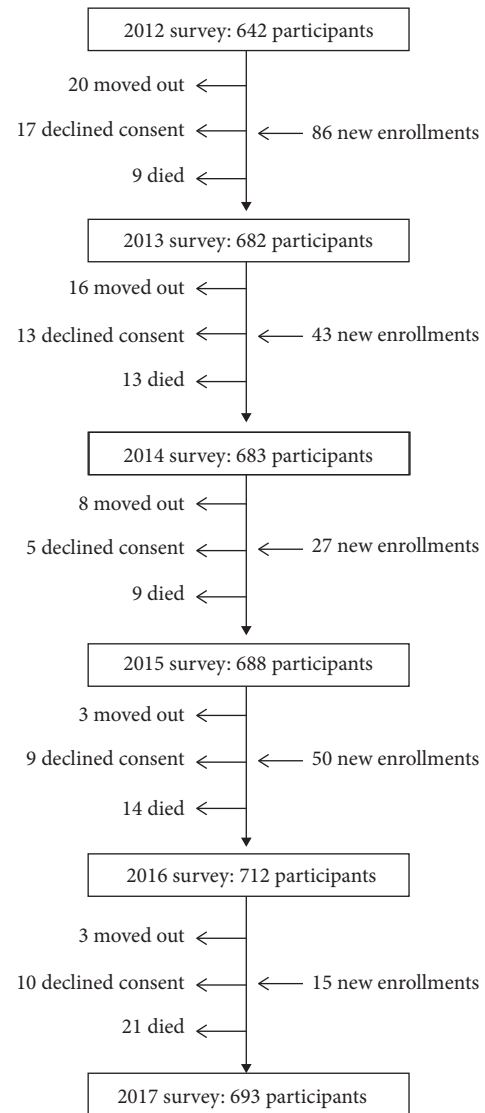 2012 survey: 642 participants
20 moved out
17 declined consent
86 new enrollments
9 died
2013 survey: 682 participants
16 moved out
13 declined consent
43 new enrollments
13 died
2014 survey: 683 participants
8 moved out
5 declined consent
27 new enrollments
9 died
2015 survey: 688 participants
3 moved out
9 declined consent
50 new enrollments
14 died
2016 survey: 712 participants
3 moved out
10 declined consent
15 new enrollments
21 died
2017 survey: 693 participants